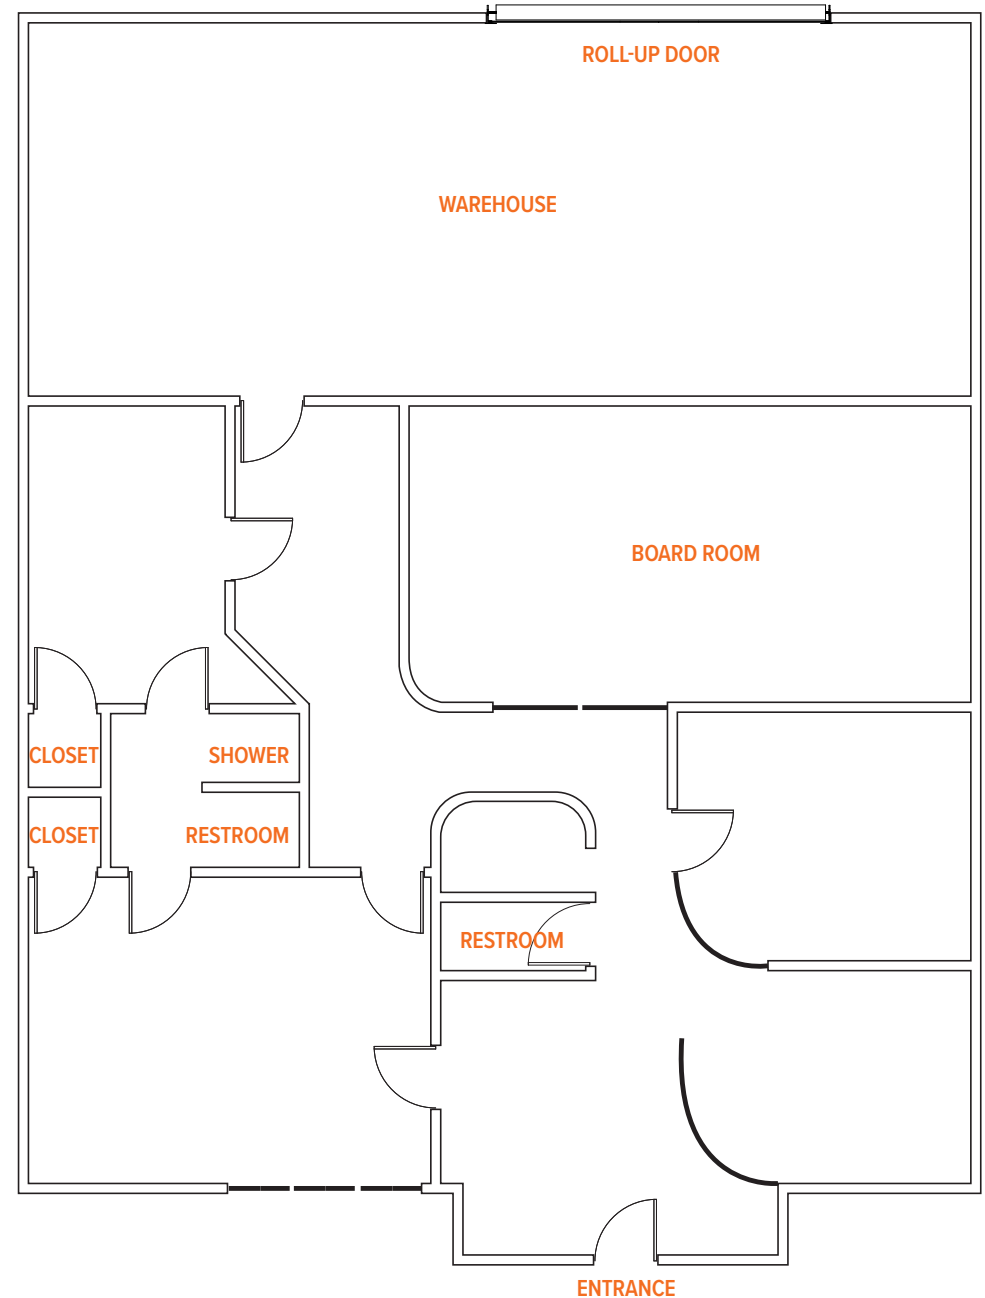 ROLL-UP DOOR
WAREHOUSE
BOARD ROOM
CLOSET
SHOWER
CLOSET
RESTROOM
RESTROOM
ENTRANCE